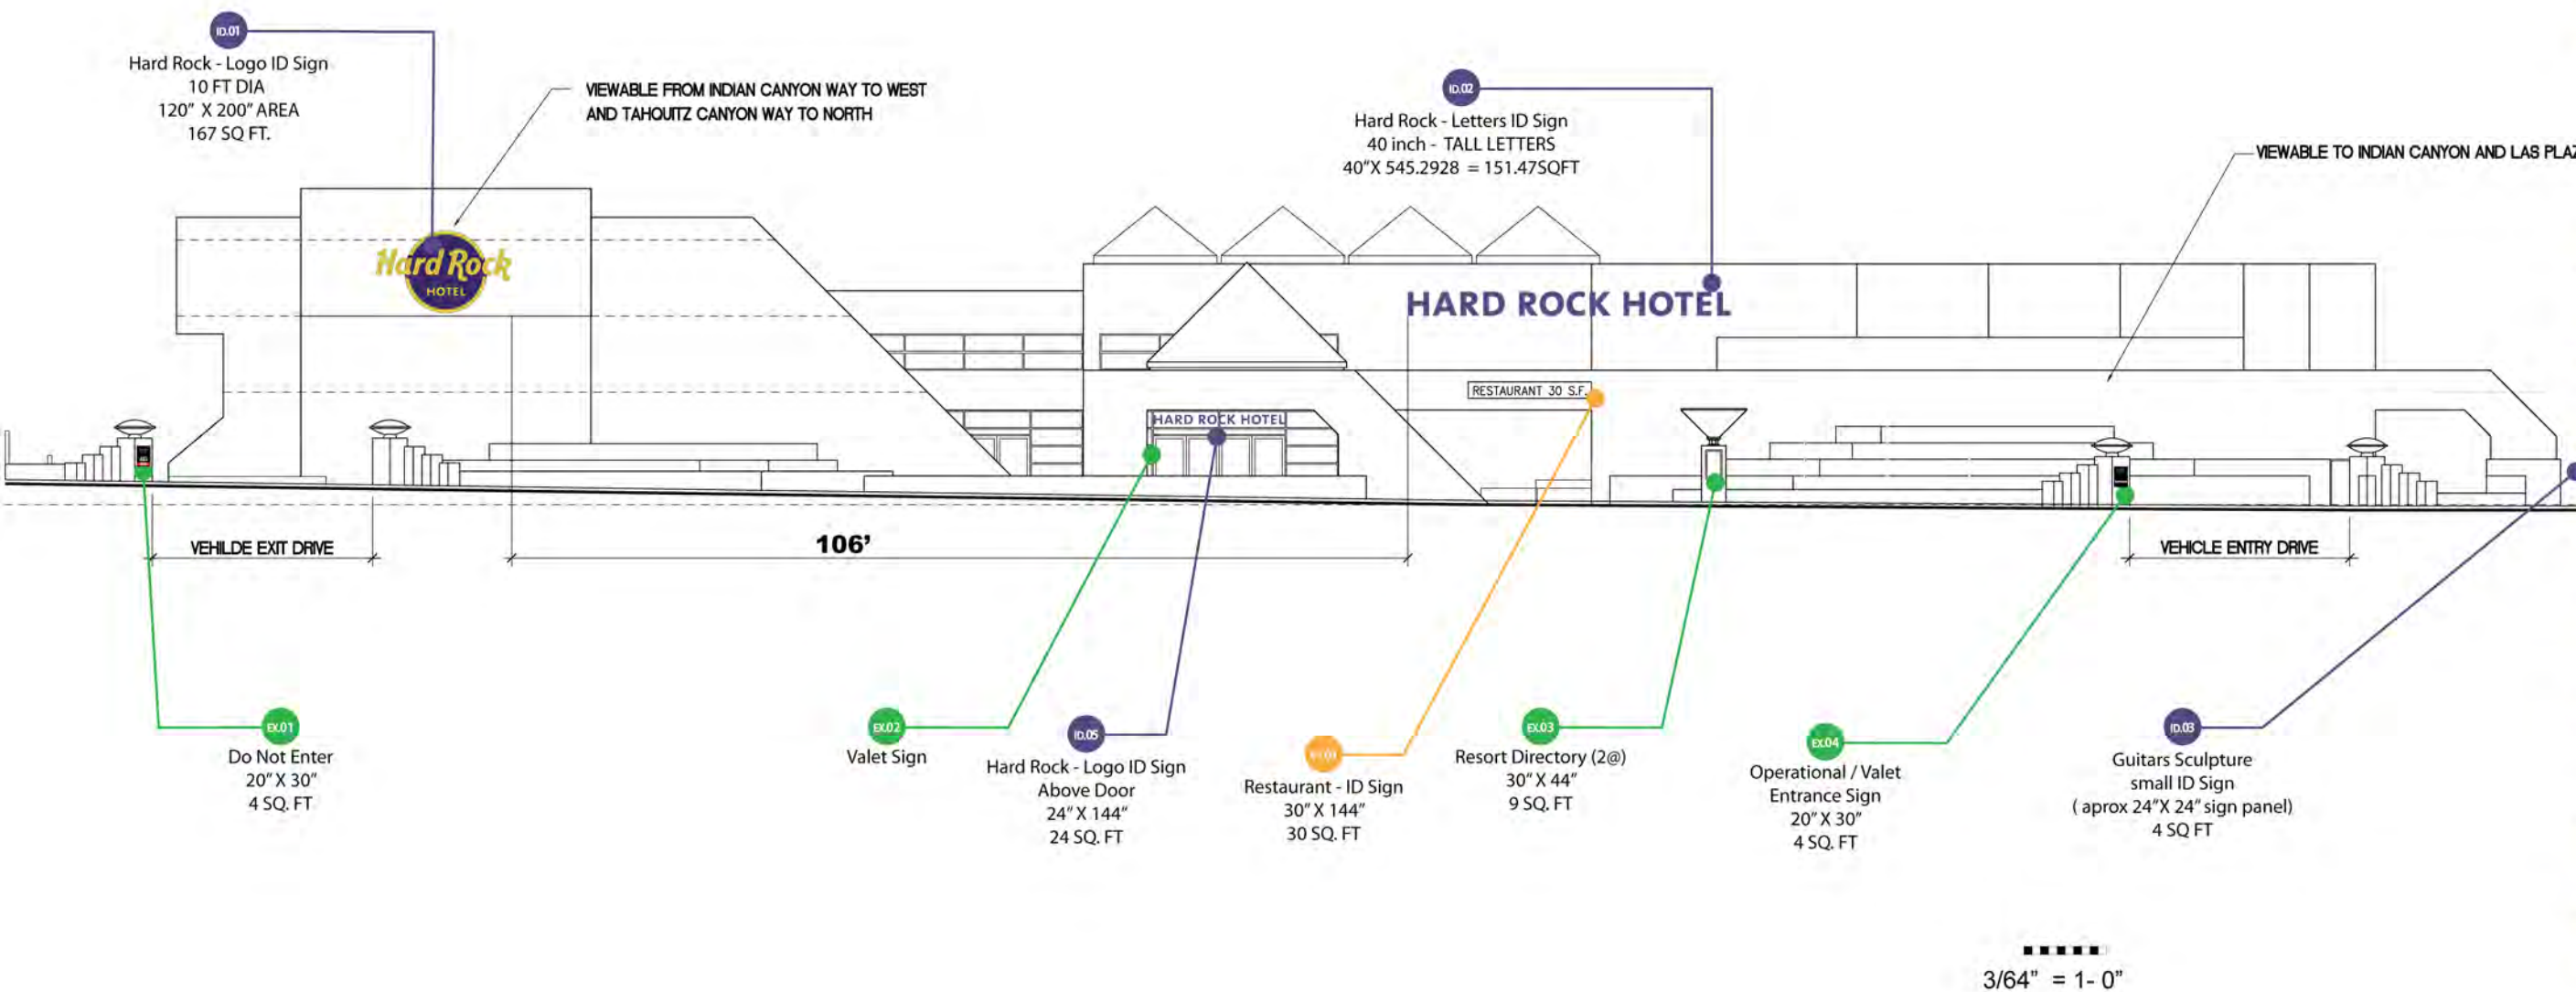 ID.01
Hard Rock - Logo ID Sign
10 FT DIA
120" X 200" AREA
167 SQ FT.
VIEWABLE FROM INDIAN CANYON WAY TO WEST
AND TAHQUITZ CANYON WAY TO NORTH
ID.02
Hard Rock - Letters ID Sign
40 inch - TALL LETTERS
40"X 545.2928 = 151.47SQFT
VIEWABLE TO INDIAN CANYON AND LAS
Hard Rock
HOTEL
HARD ROCK HOTEL
RESTAURANT 30 S.F.
HARD ROCK HOTEL
VEHILDE EXIT DRIVE
106'
VEHICLE ENTRY DRIVE
EX.01
Do Not Enter
20" X 30"
4 SQ. FT
EX.02
Valet Sign
ID.05
Hard Rock - Logo ID Sign
Above Door
24" X 144"
24 SQ. FT
Restaurant - ID Sign
30" X 144"
30 SQ. FT
EX.03
Resort Directory (2@)
30" X 44"
9 SQ. FT
EX.04
Operational / Valet
Entrance Sign
20" X 30"
4 SQ. FT
ID.03
Guitars Sculpture
small ID Sign
( aprox 24"X 24" sign panel)
4 SQ FT
3/64" = 1- 0"